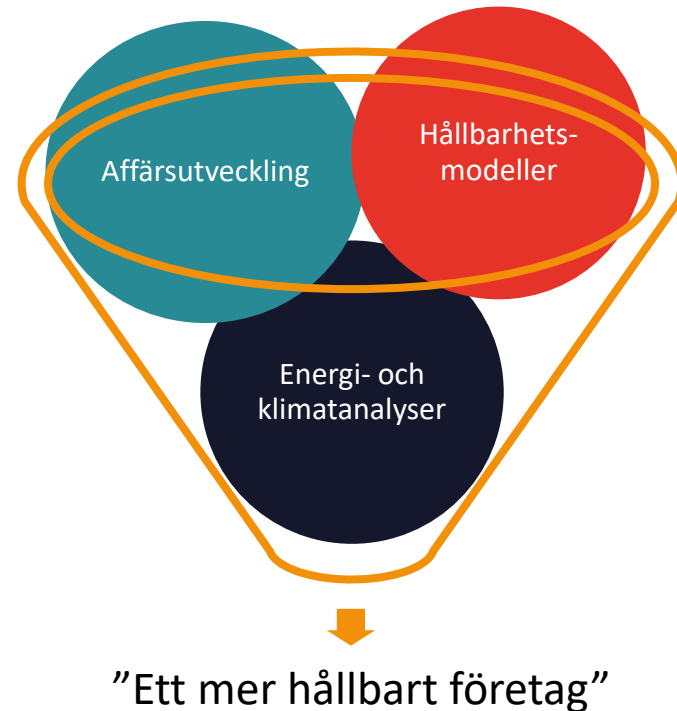 Affärsutveckling
Hållbarhets-
modeller
Energi- och
klimatanalyser
”Ett mer hållbart företag”